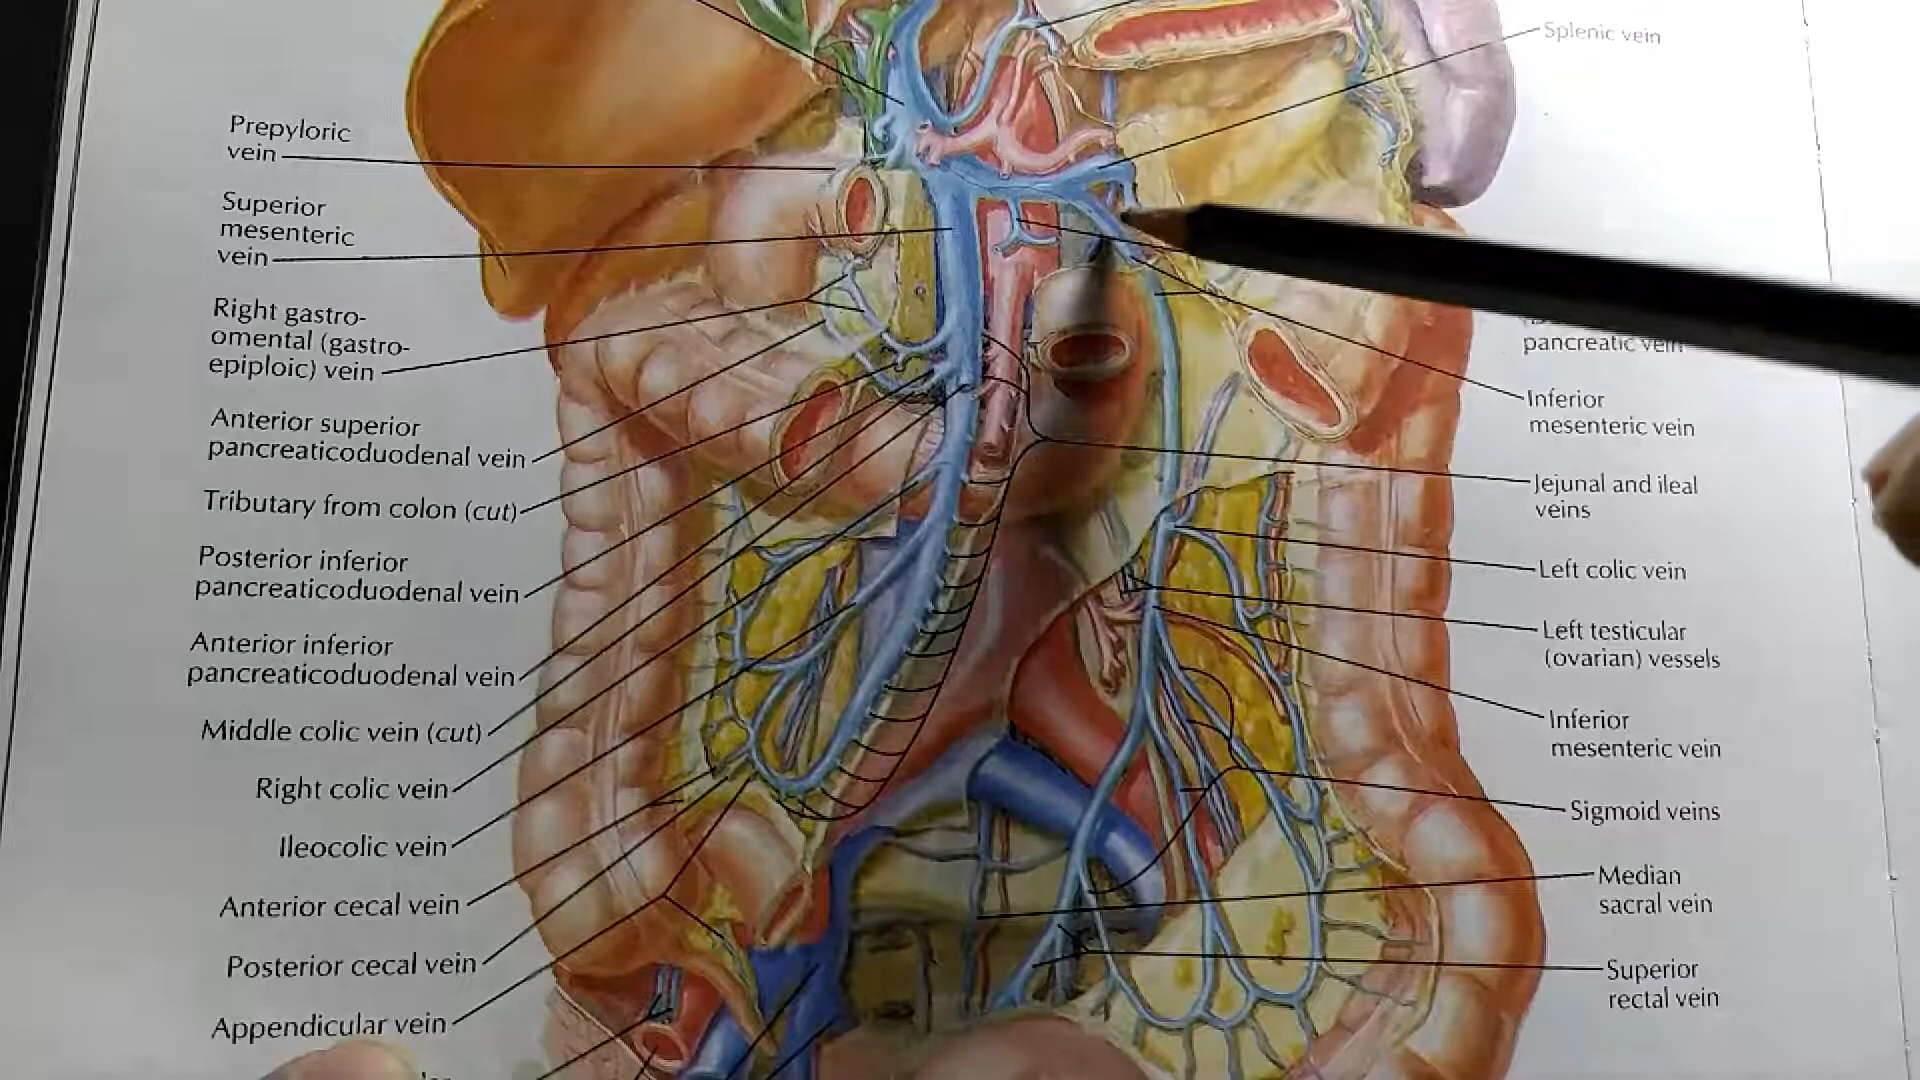 Prepyloric
vein
Superior
mesenteric
vein
Right gastro-
omental (gastro-
epiploic) vein
Anterior superior
pancreaticoduodenal vein
Tributary from colon (cut)
Posterior inferior
pancreaticoduodenal vein
Anterior inferior
pancreaticoduodenal vein
Middle colic vein (cut)
Right colic vein
Ileocolic vein
Anterior cecal vein
Posterior cecal vein
Appendicular vein
Splenic vein
pancreatic vein
Inferior
mesenteric vein
Jejunal and ileal
veins
Left colic vein
Left testicular
(ovarian) vessels
Inferior
mesenteric vein
Sigmoid veins
Median
sacral vein
Superior
rectal vein